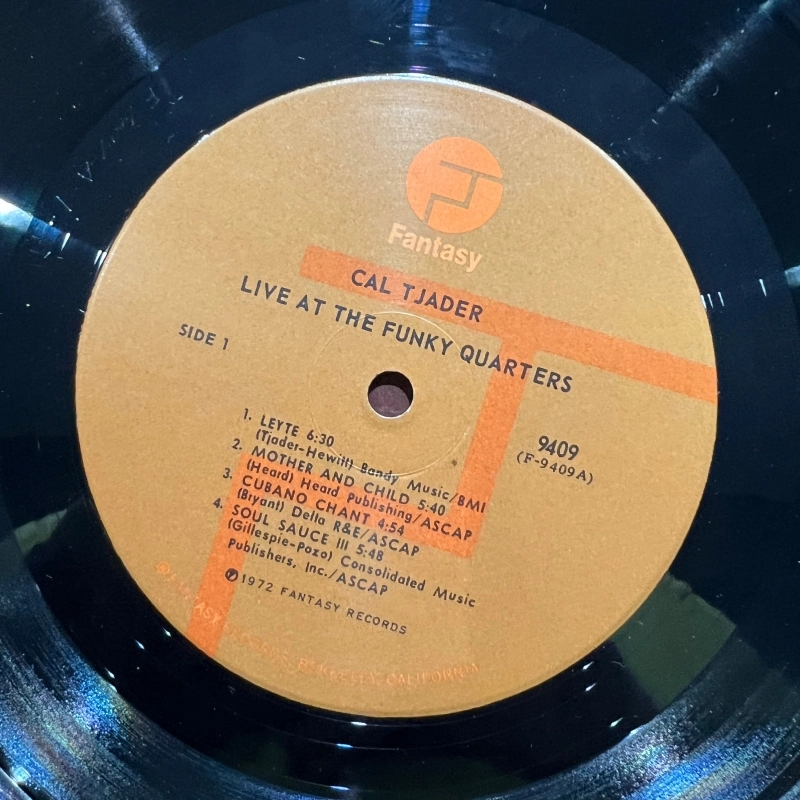 Fantasy
CAL TJADER
LIVE AT THE FUNKY QUARTERS
SIDE 1
9409
(F-9409A)
1. LEYTE 6:30
(Tjader-Hewitt) Bandy Music/BMI
2. MOTHER AND CHILD 5:40
(Heard) Heard Publishing/ASCAP
3. CUBANO CHANT 4:54
(Bryant) Della R&E/ASCAP
4. SOUL SAUCE III 5:48
(Gillespie-Pozo) Consolidated Music
Publishers, Inc./ASCAP
℗1972 FANTASY RECORDS
BERKELEY, CALIFORNIA